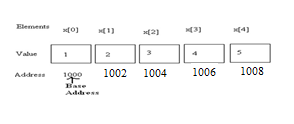 Elements x[0] x[1] x[2] x[3] x[4]
Value 1 2 3 4 5
Address 1000 1002 1004 1006 1008
Base
Address